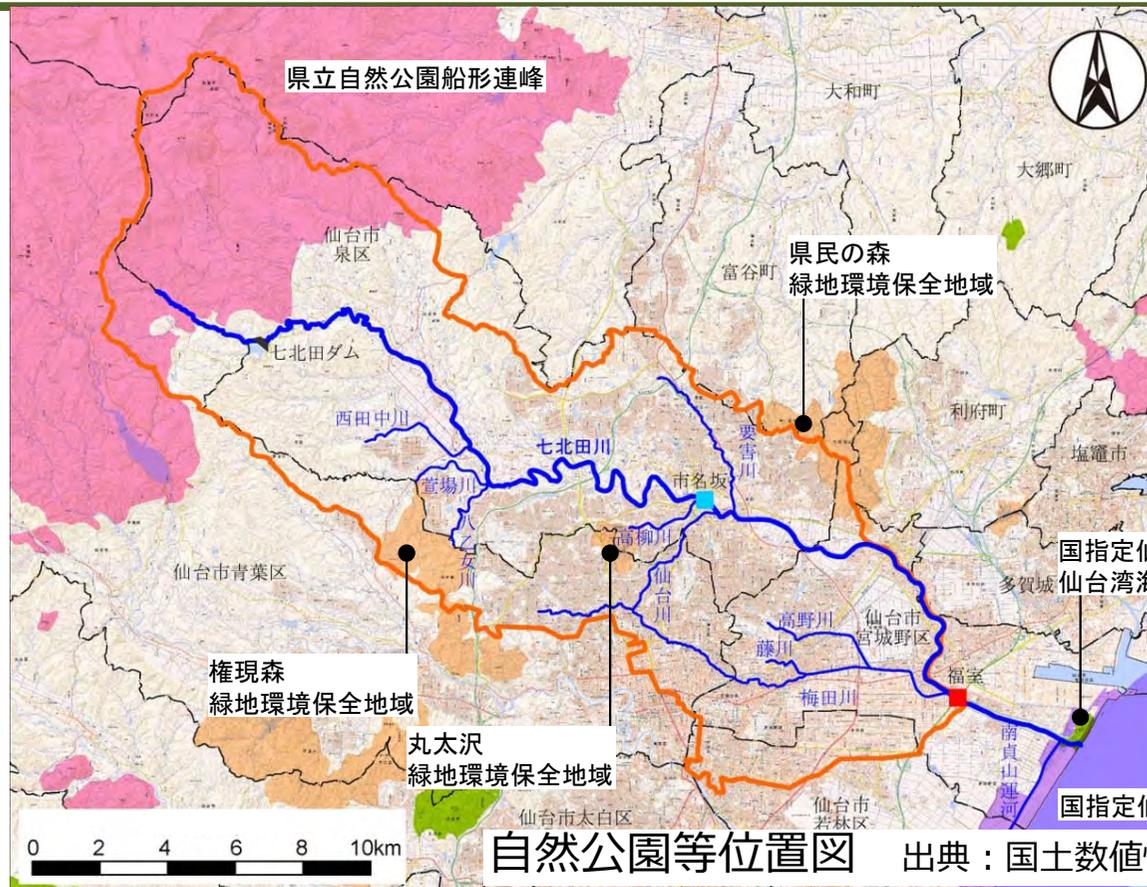 N
県立自然公園船形連峰
大和町
大郷町
仙台市
泉区
富谷町
県民の森
緑地環境保全地域
七北田ダム
利府町
塩竈市
西田中川
七北田川
要害川
萱場川
市名坂
八乙女川
高柳川
仙台川
仙台市青葉区
多賀城
国指定仙
仙台湾海
高野川
仙台市
宮城野区
藤川
梅田川
福室
権現森
緑地環境保全地域
丸太沢
緑地環境保全地域
南貞山運河
国指定仙
仙台市太白区
仙台市
若林区
0 2 4 6 8 10km
自然公園等位置図 出典：国土数値